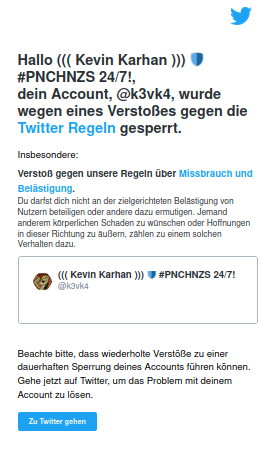 Hallo ((( Kevin Karhan ))) 🛡
#PNCHNZS 24/7!,
dein Account, @k3vk4, wurde
wegen eines Verstoßes gegen die
Twitter Regeln gesperrt.
Insbesondere:
Verstoß gegen unsere Regeln über Missbrauch und
Belästigung.
Du darfst dich nicht an der zielgerichteten Belästigung von
Nutzern beteiligen oder andere dazu ermutigen. Jemand
anderem körperlichen Schaden zu wünschen oder Hoffnungen
in dieser Richtung zu äußern, zählen zu einem solchen
Verhalten dazu.
((( Kevin Karhan ))) 🛡 #PNCHNZS 24/7!
@k3vk4
Beachte bitte, dass wiederholte Verstöße zu einer
dauerhaften Sperrung deines Accounts führen können.
Gehe jetzt auf Twitter, um das Problem mit deinem
Account zu lösen.
Zu Twitter gehen